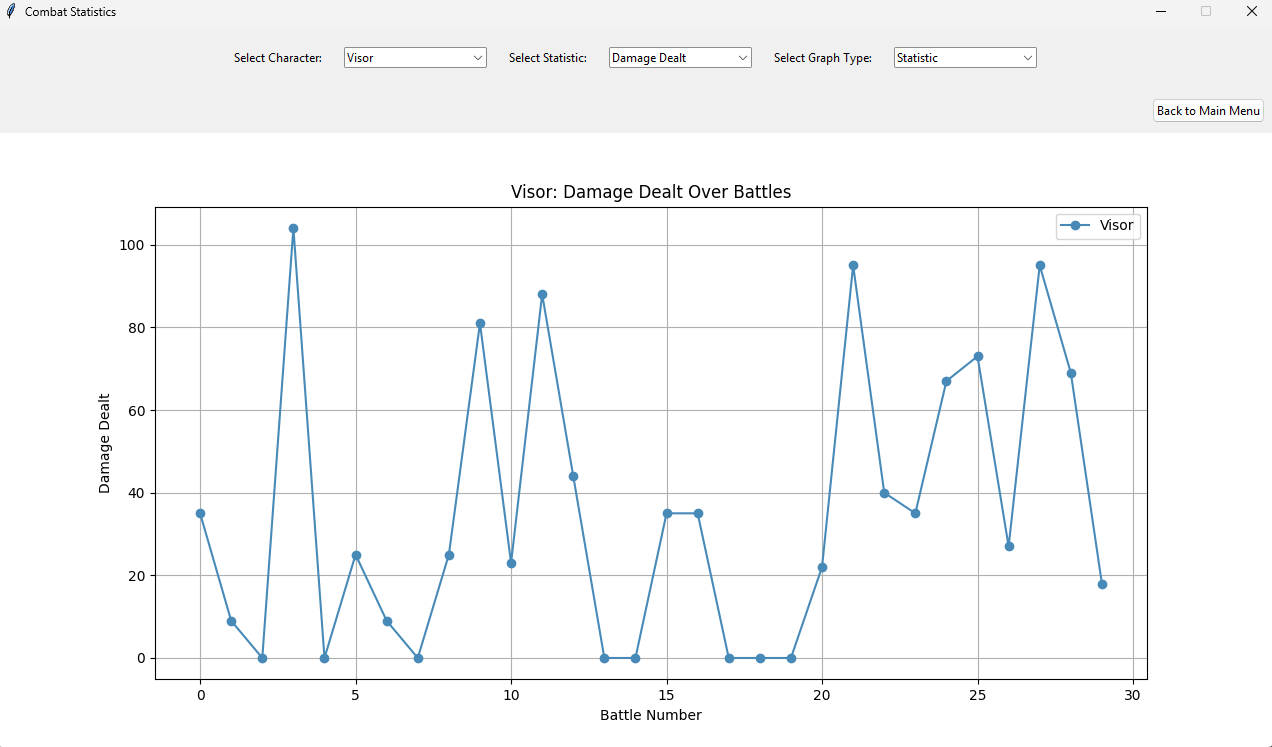 Combat Statistics
Select Character: Visor Select Statistic: Damage Dealt Select Graph Type: Statistic
Back to Main Menu
Visor: Damage Dealt Over Battles
Visor
100
80
60
40
20
0
Damage Dealt
0 5 10 15 20 25 30
Battle Number